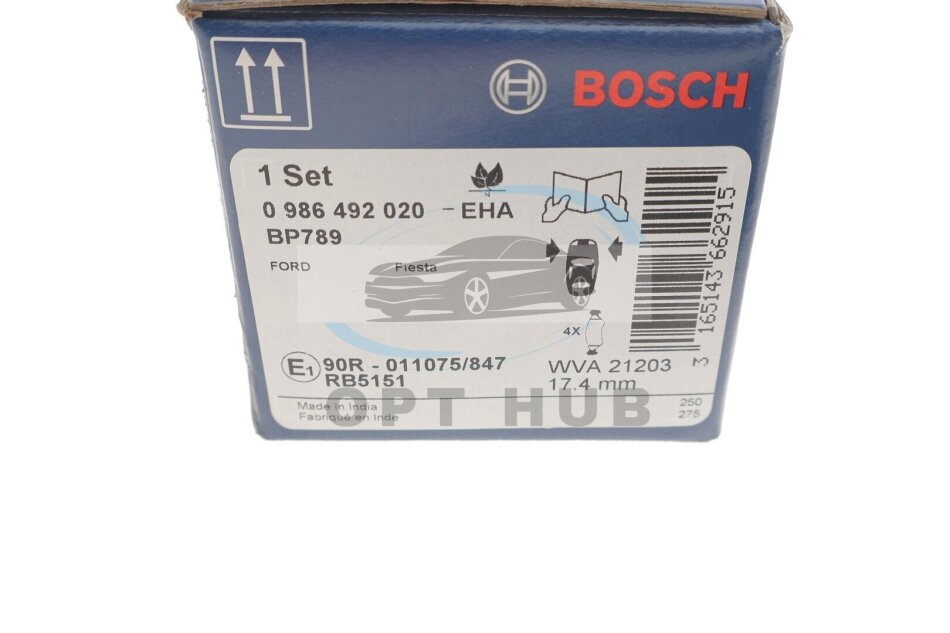 BOSCH
1 Set
0 986 492 020 - EHA
BP789
FORD Fiesta
4X
3 165143 662915
E1 90R - 011075/847
RB5151
WVA 21203
17.4 mm
Made in India
Fabriqué en Inde
250
275
OPT HUB